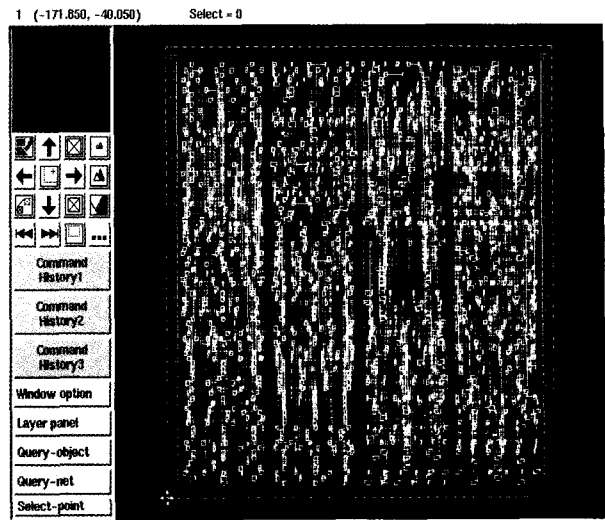 1 (-171.850, -40.050) Select = 0
Command
History1
Command
History2
Command
History3
Window option
Layer panel
Query-object
Query-net
Select-point